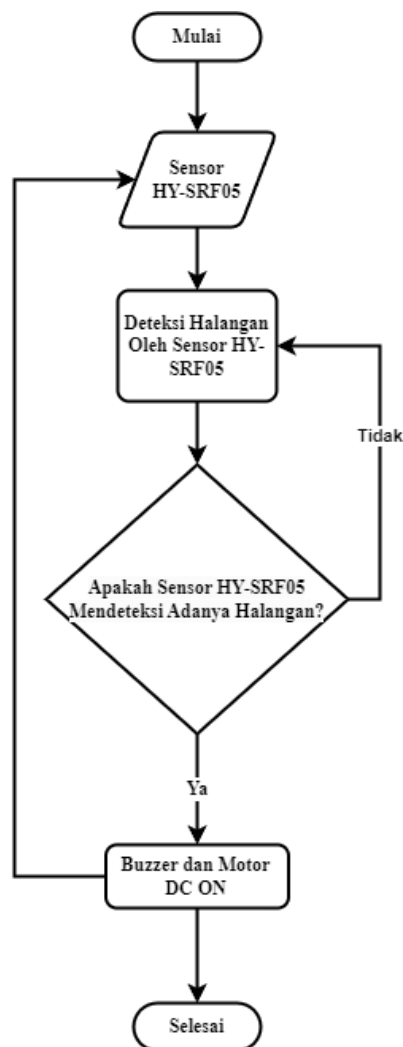 Mulai
Sensor
HY-SRF05
Deteksi Halangan
Oleh Sensor HY-
SRF05
Tidak
Apakah Sensor HY-SRF05
Mendeteksi Adanya Halangan?
Ya
Buzzer dan Motor
DC ON
Selesai